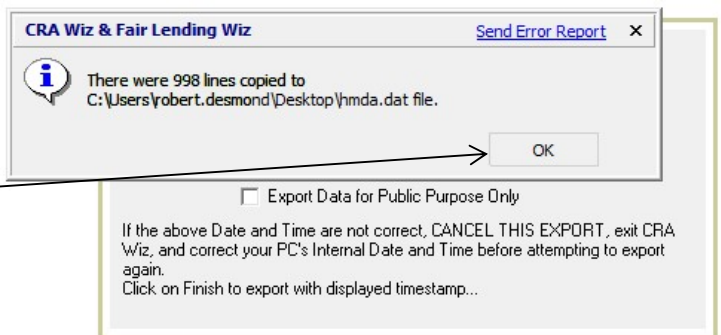 CRA Wiz & Fair Lending Wiz Send Error Report X
There were 998 lines copied to
C:\Users\robert.desmond\Desktop\hmda.dat file.
OK
Export Data for Public Purpose Only
If the above Date and Time are not correct, CANCEL THIS EXPORT, exit CRA
Wiz, and correct your PC's Internal Date and Time before attempting to export
again.
Click on Finish to export with displayed timestamp...